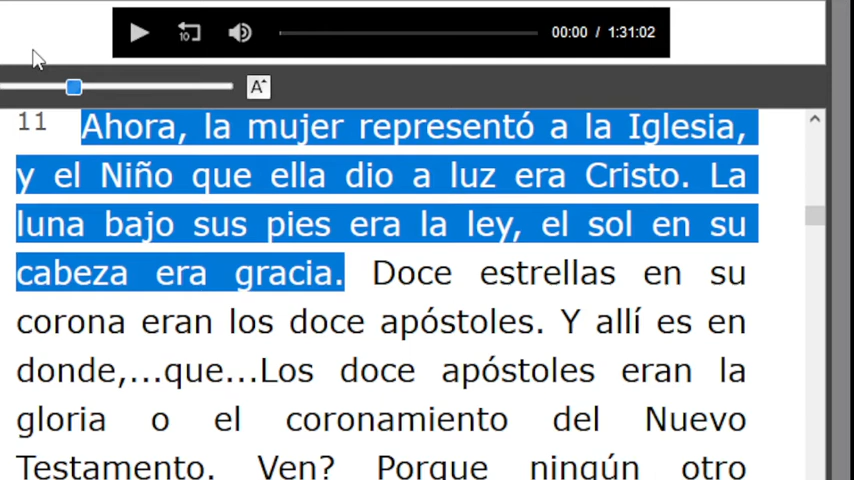 10
00:00 / 1:31:02
A^
11 Ahora, la mujer representó a la Iglesia,
y el Niño que ella dio a luz era Cristo. La
luna bajo sus pies era la ley, el sol en su
cabeza era gracia. Doce estrellas en su
corona eran los doce apóstoles. Y allí es en
donde,...que...Los doce apóstoles eran la
gloria o el coronamiento del Nuevo
Testamento. Ven? Porque ningún otro